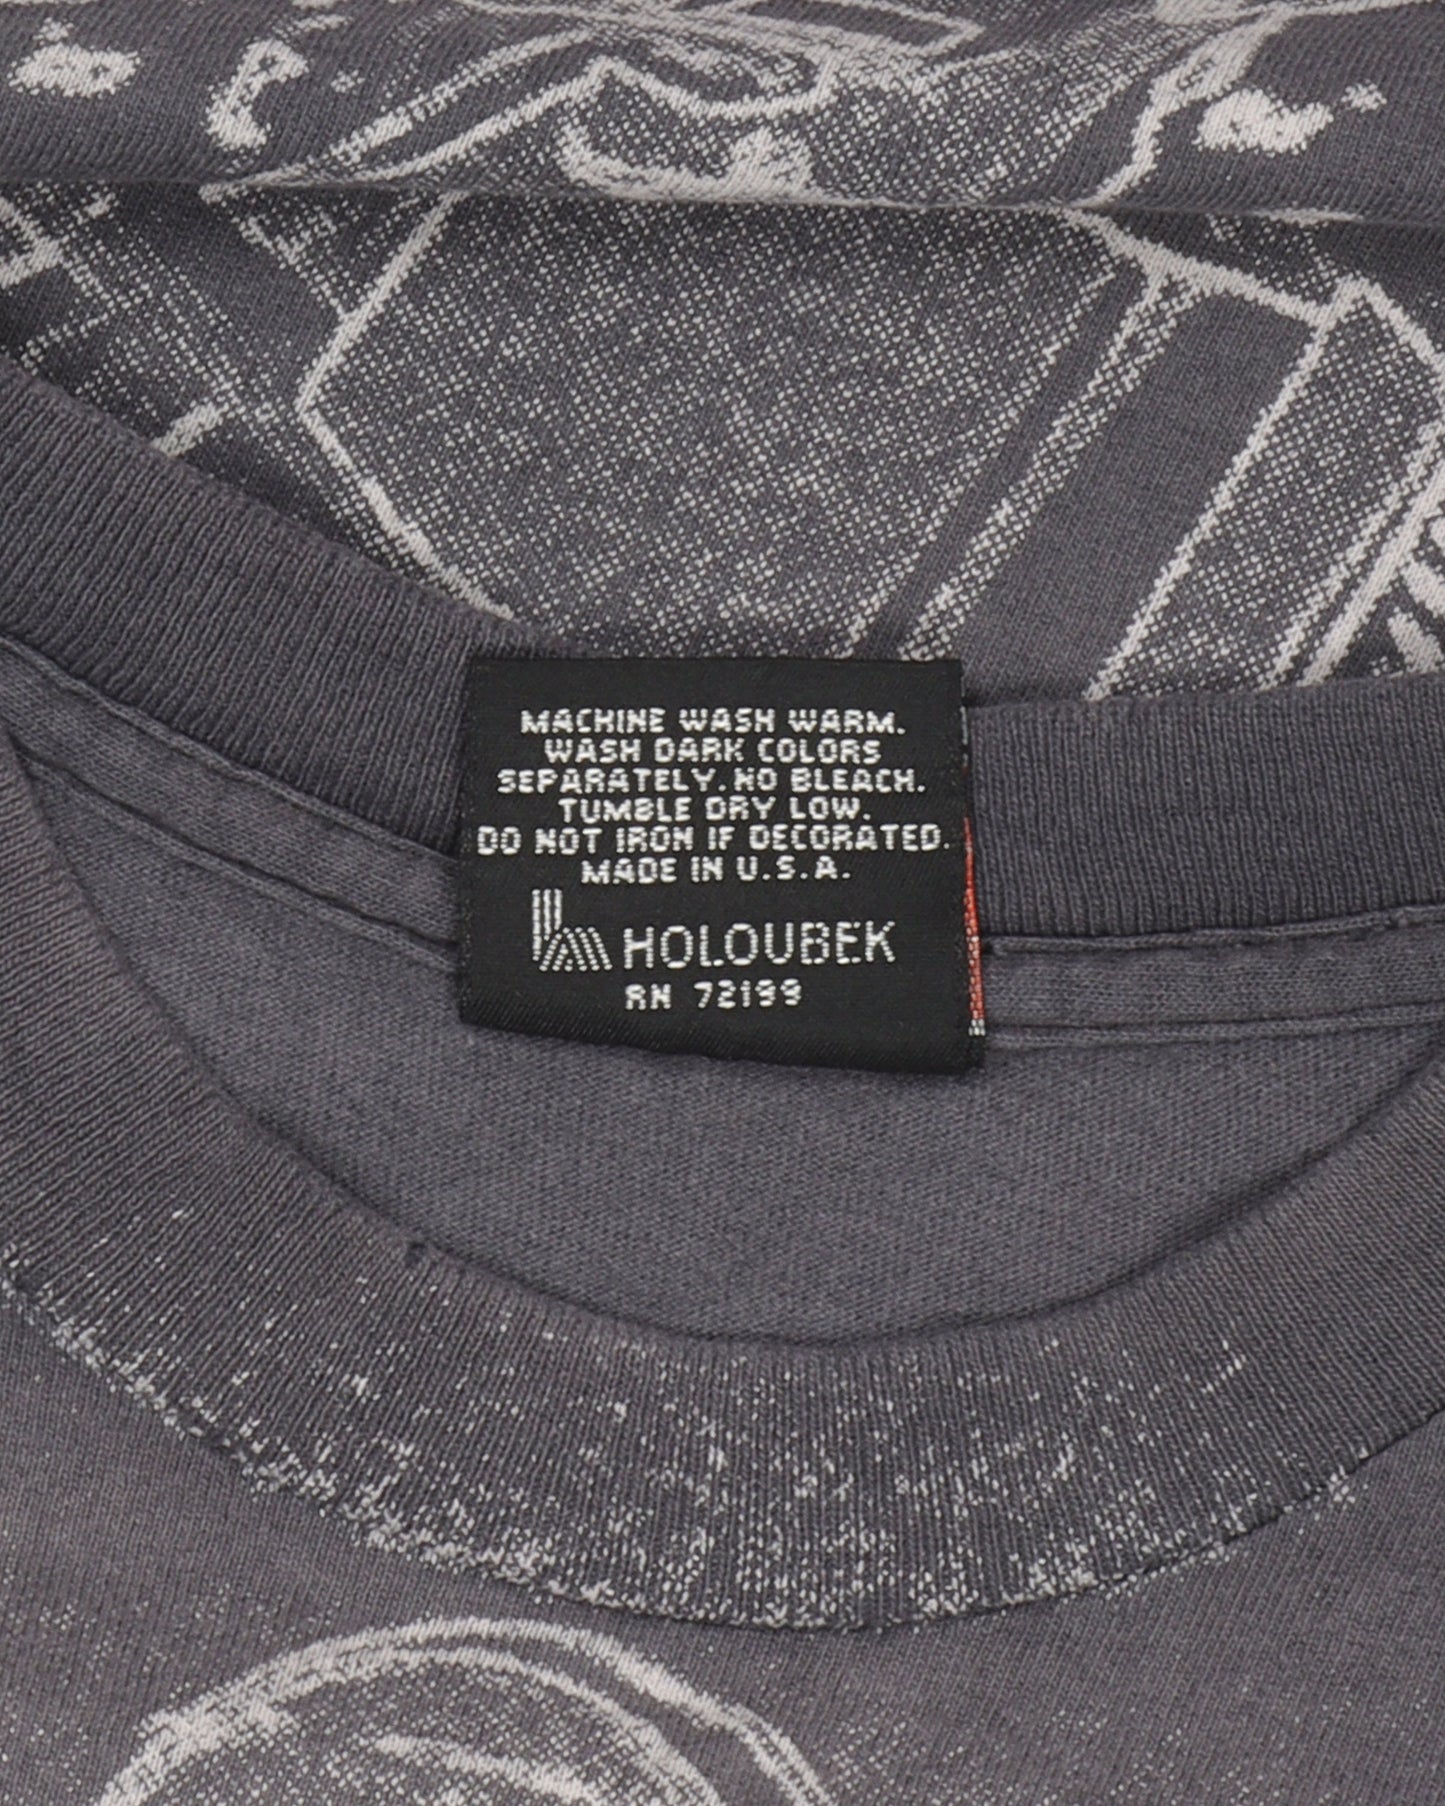 MACHINE WASH WARM.
WASH DARK COLORS
SEPARATELY. NO BLEACH.
TUMBLE DRY LOW.
DO NOT IRON IF DECORATED.
MADE IN U.S.A.
HOLOUBEK
RN 72199